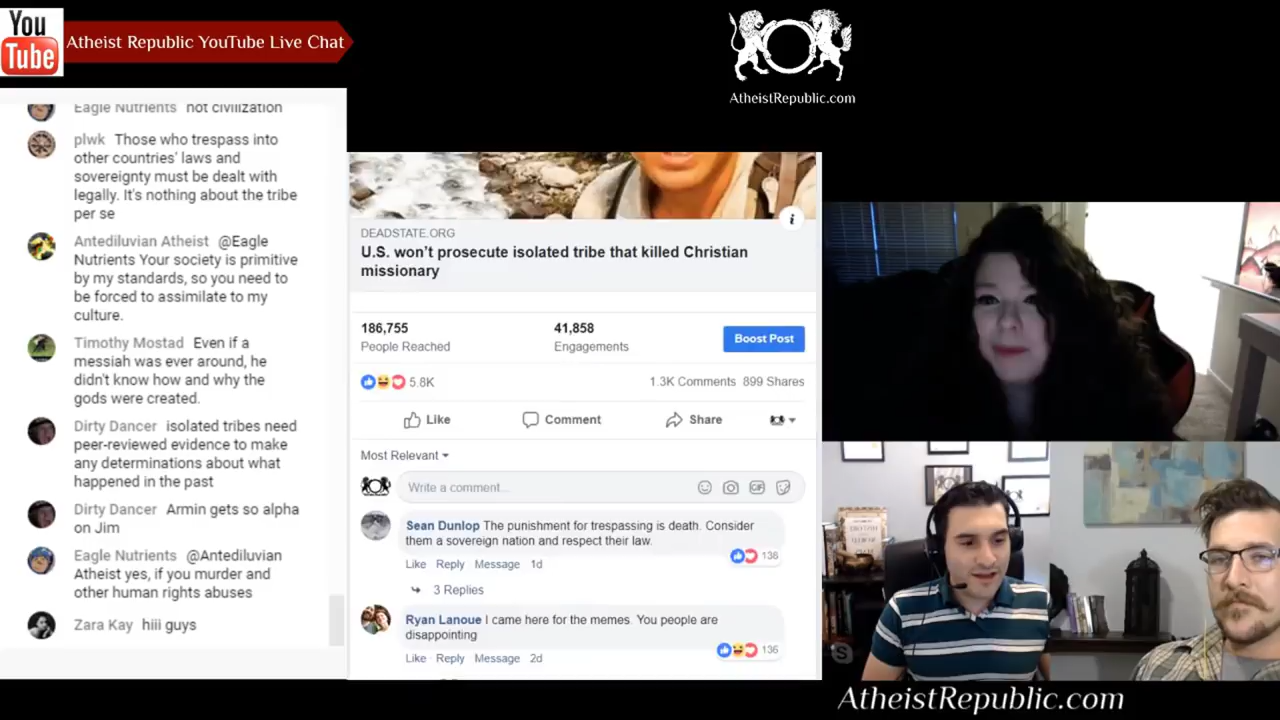 You
Tube
Atheist Republic YouTube Live Chat
Eagle Nutrients not civilization
plwk Those who trespass into
other countries' laws and
sovereignty must be dealt with
legally. It's nothing about the tribe
per se
Antediluvian Atheist @Eagle
Nutrients Your society is primitive
by my standards, so you need to
be forced to assimilate to my
culture.
Timothy Mostad Even if a
messiah was ever around, he
didn't know how and why the
gods were created.
Dirty Dancer isolated tribes need
peer-reviewed evidence to make
any determinations about what
happened in the past
Dirty Dancer Armin gets so alpha
on Jim
Eagle Nutrients @Antediluvian
Atheist yes, if you murder and
other human rights abuses
Zara Kay hiii guys
AtheistRepublic.com
DEADSTATE.ORG
U.S. won't prosecute isolated tribe that killed Christian
missionary
186,755
People Reached
41,858
Engagements
Boost Post
5.8K
1.3K Comments 899 Shares
Like
Comment
Share
Most Relevant
Write a comment...
GIF
Sean Dunlop The punishment for trespassing is death. Consider
them a sovereign nation and respect their law.
138
Like Reply Message 1d
3 Replies
Ryan Lanoue I came here for the memes. You people are
disappointing
136
Like · Reply Message 2d
AtheistRepublic.com